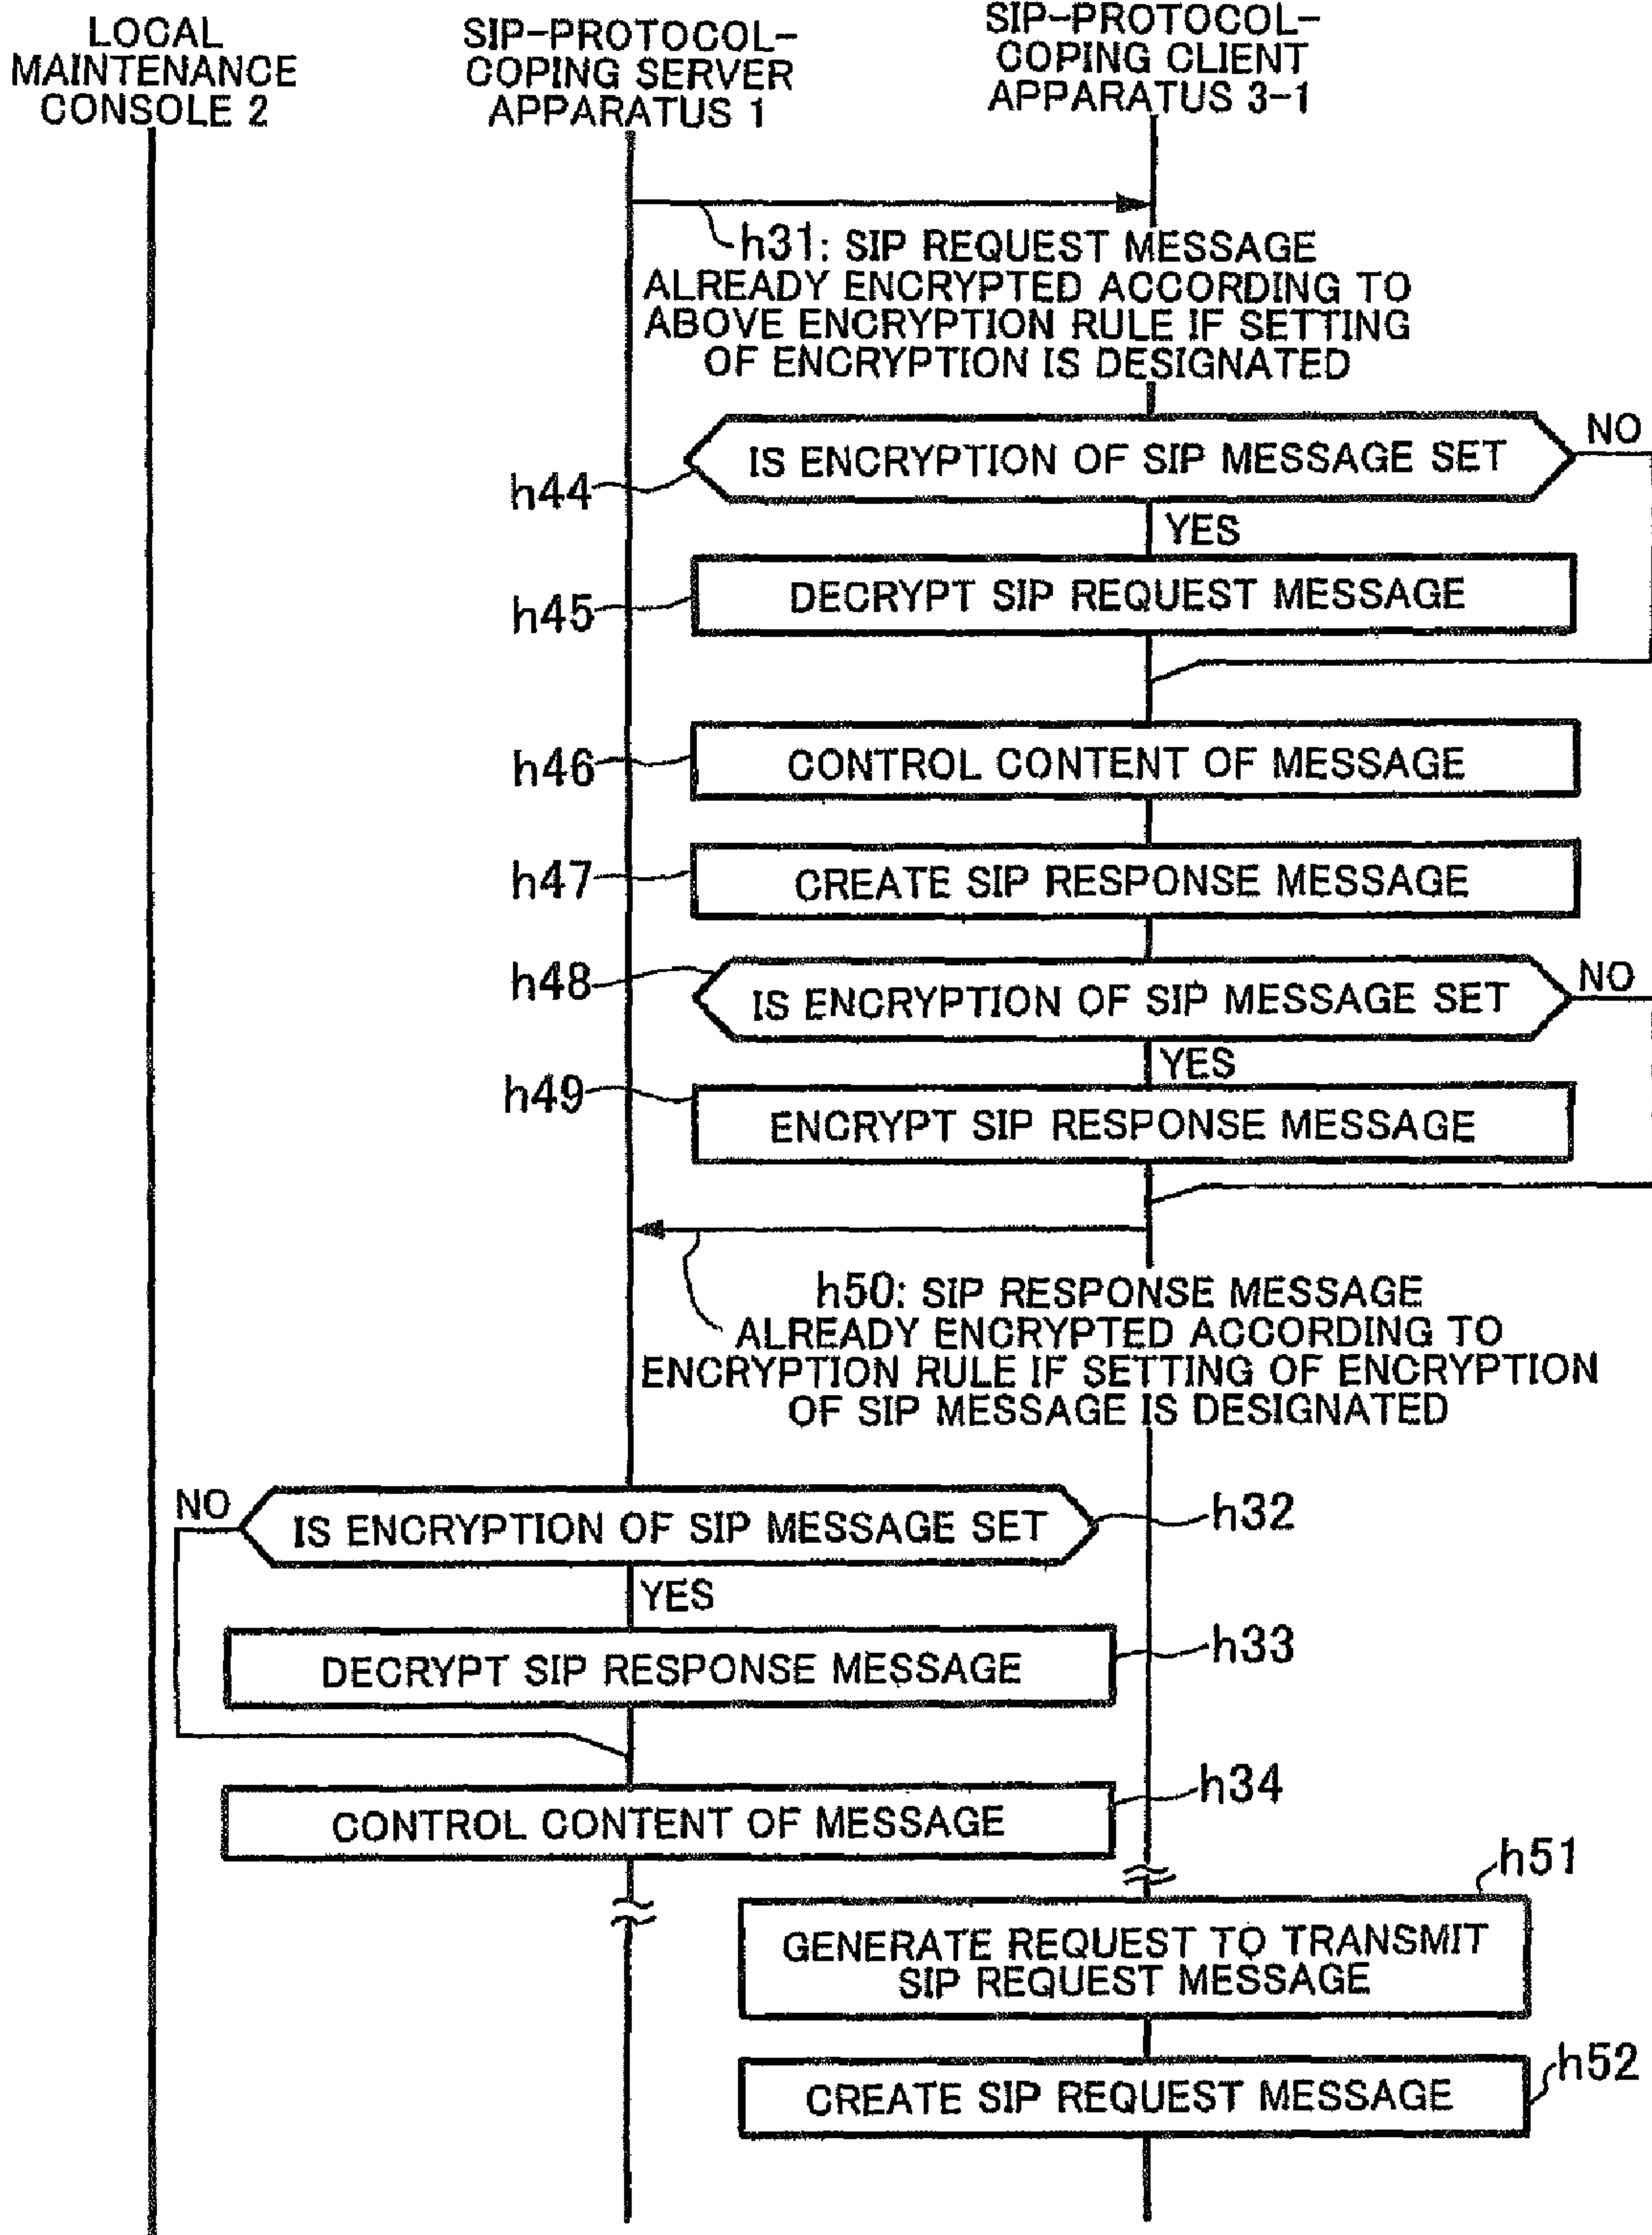 LOCAL
MAINTENANCE
CONSOLE 2
SIP-PROTOCOL-
COPING SERVER
APPARATUS 1
SIP-PROTOCOL-
COPING CLIENT
APPARATUS 3-1
h31: SIP REQUEST MESSAGE
ALREADY ENCRYPTED ACCORDING TO
ABOVE ENCRYPTION RULE IF SETTING
OF ENCRYPTION IS DESIGNATED
IS ENCRYPTION OF SIP MESSAGE SET
NO
h44
YES
DECRYPT SIP REQUEST MESSAGE
h45
CONTROL CONTENT OF MESSAGE
h46
CREATE SIP RESPONSE MESSAGE
h47
h48
IS ENCRYPTION OF SIP MESSAGE SET
NO
YES
h49
ENCRYPT SIP RESPONSE MESSAGE
h50: SIP RESPONSE MESSAGE
ALREADY ENCRYPTED ACCORDING TO
ENCRYPTION RULE IF SETTING OF ENCRYPTION
OF SIP MESSAGE IS DESIGNATED
NO
IS ENCRYPTION OF SIP MESSAGE SET
h32
YES
DECRYPT SIP RESPONSE MESSAGE
h33
CONTROL CONTENT OF MESSAGE
h34
h51
GENERATE REQUEST TO TRANSMIT
SIP REQUEST MESSAGE
CREATE SIP REQUEST MESSAGE
h52